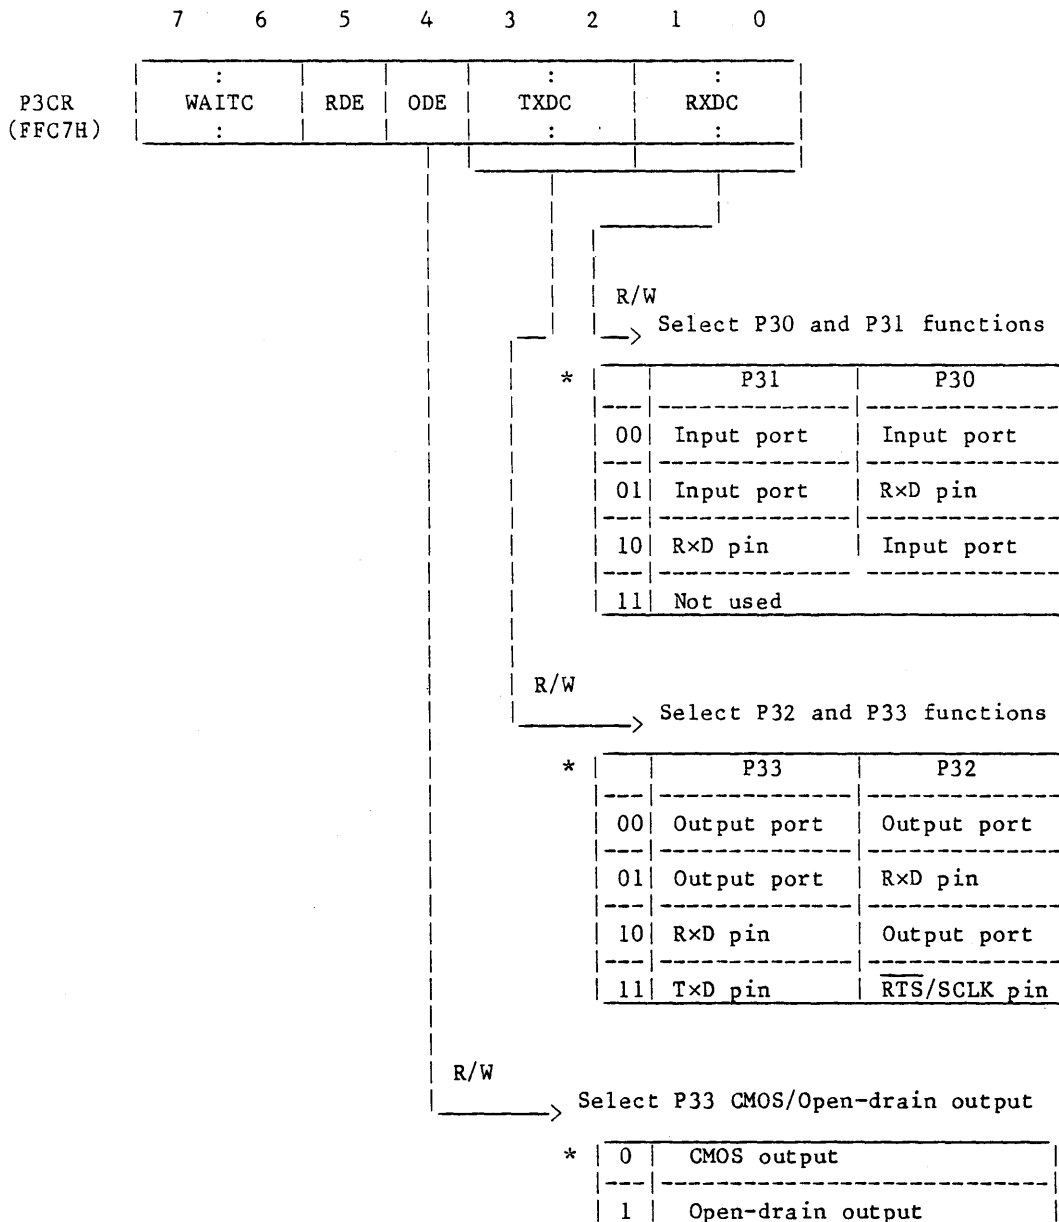 7 6 5 4 3 2 1 0
P3CR (FFC7H) WAITC RDE ODE TXDC RXDC
R/W
Select P30 and P31 functions
* P31 P30
00 Input port Input port
01 Input port R×D pin
10 R×D pin Input port
11 Not used
R/W
Select P32 and P33 functions
* P33 P32
00 Output port Output port
01 Output port R×D pin
10 R×D pin Output port
11 T×D pin RTS/SCLK pin
R/W
Select P33 CMOS/Open-drain output
* 0 CMOS output
1 Open-drain output